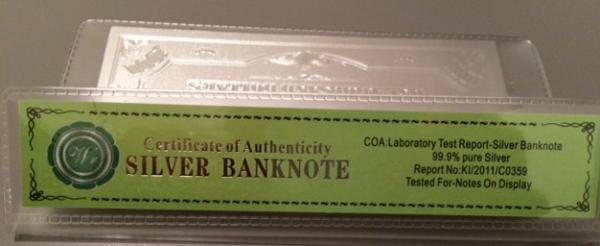 Certificate of Authenticity
SILVER BANKNOTE
COA:Laboratory Test Report-Silver Banknote
99.9% pure Silver
Report No:KI/2011/C0359
Tested For-Notes On Display